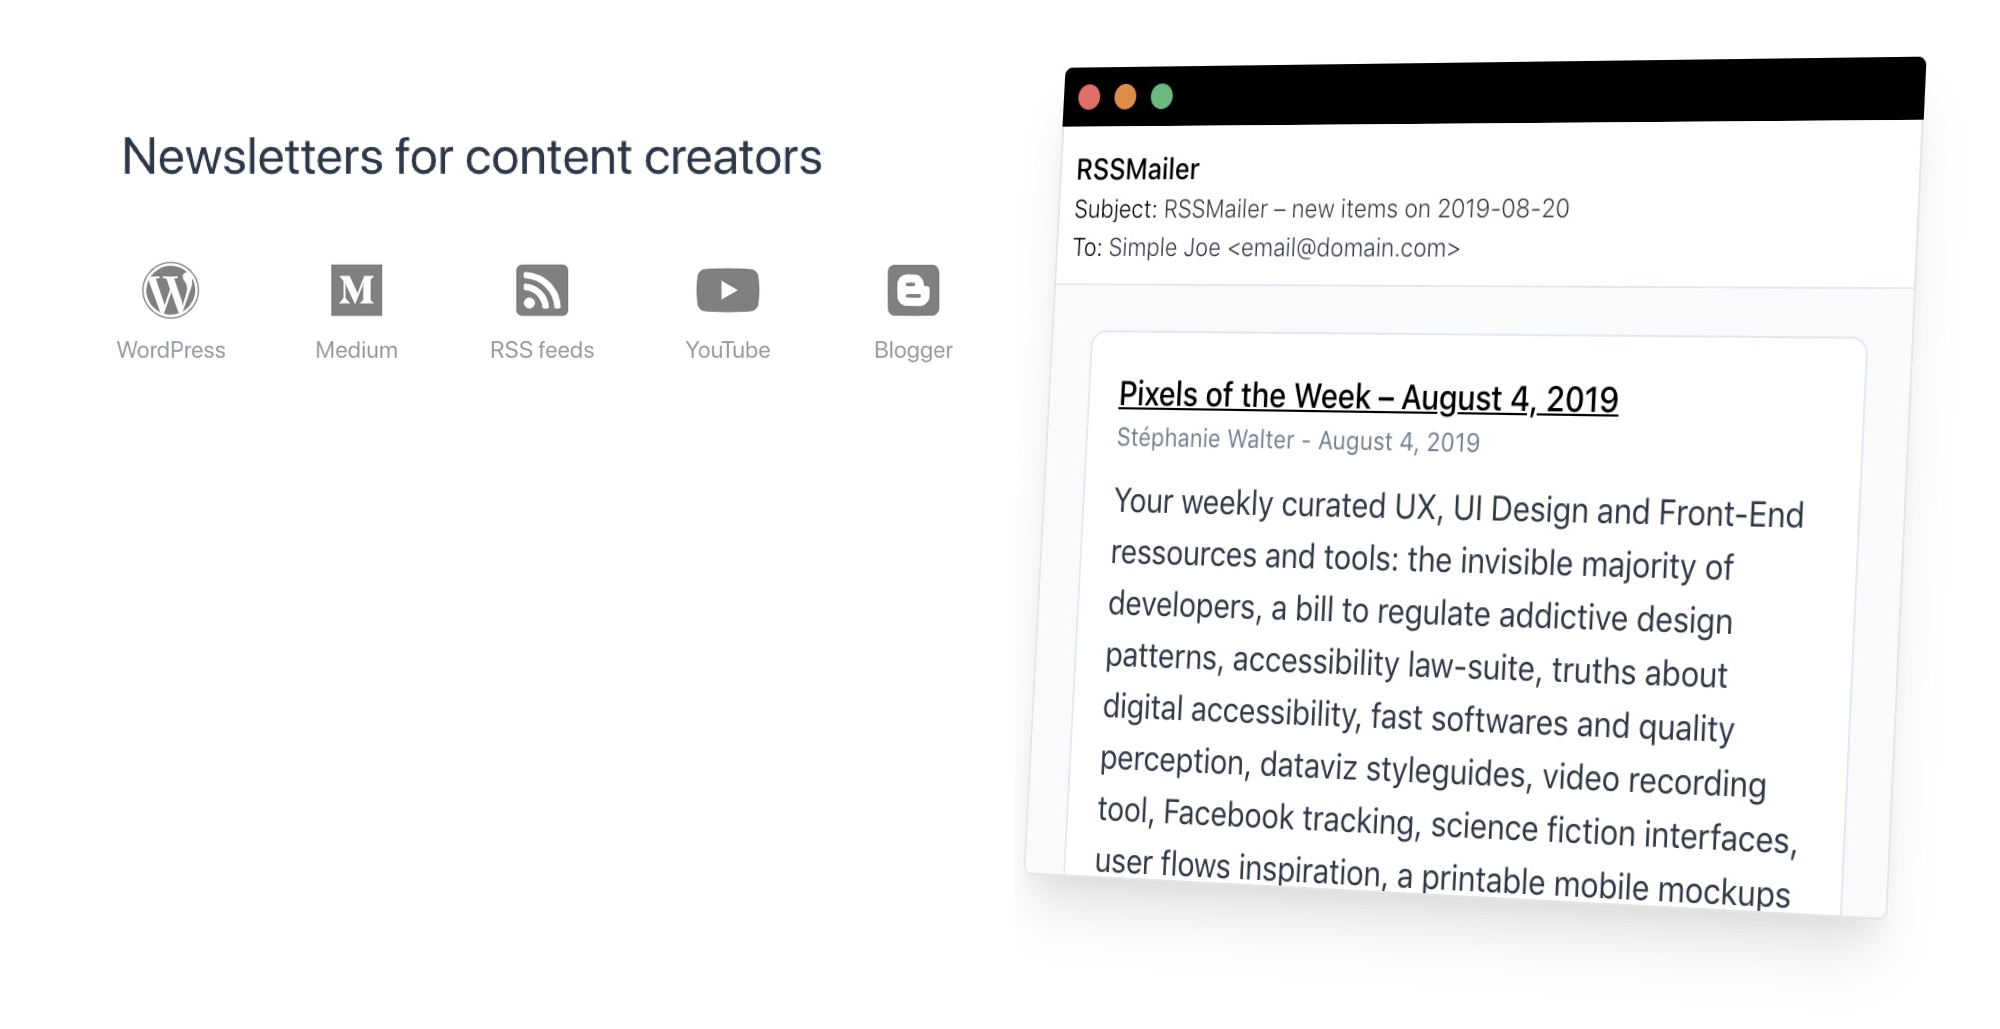 Newsletters for content creators
WordPress
Medium
RSS feeds
YouTube
Blogger
RSSMailer
Subject: RSSMailer – new items on 2019-08-20
To: Simple Joe <email@domain.com>
Pixels of the Week – August 4, 2019
Stéphanie Walter - August 4, 2019
Your weekly curated UX, UI Design and Front-End
ressources and tools: the invisible majority of
developers, a bill to regulate addictive design
patterns, accessibility law-suite, truths about
digital accessibility, fast softwares and quality
perception, dataviz styleguides, video recording
tool, Facebook tracking, science fiction interfaces,
user flows inspiration, a printable mobile mockups